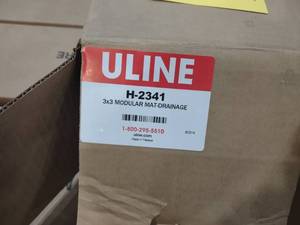 ULINE
H-2341
3x3 MODULAR MAT-DRAINAGE
1-800-295-5510
uline.com